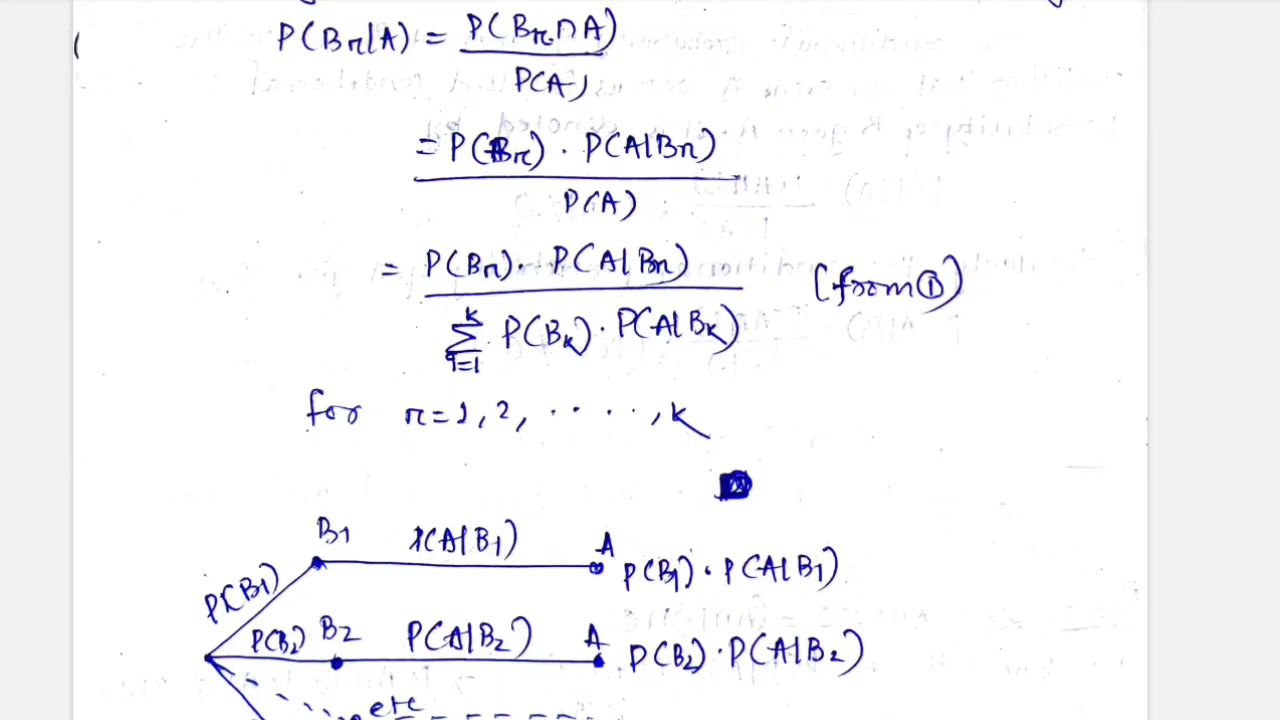 P(Br|A) = P(Br∩A)
P(A)
= P(Br) · P(A|Br)
P(A)
= P(Br) · P(A|Br) [from ①)
k
Σ P(Bk) · P(A|Bk)
i=1
for r=1, 2, ....., k
B1 P(A|B1) A
P(B1) P(B1) · P(A|B1)
P(B2) B2 P(A|B2) A P(B2) · P(A|B2)
etc